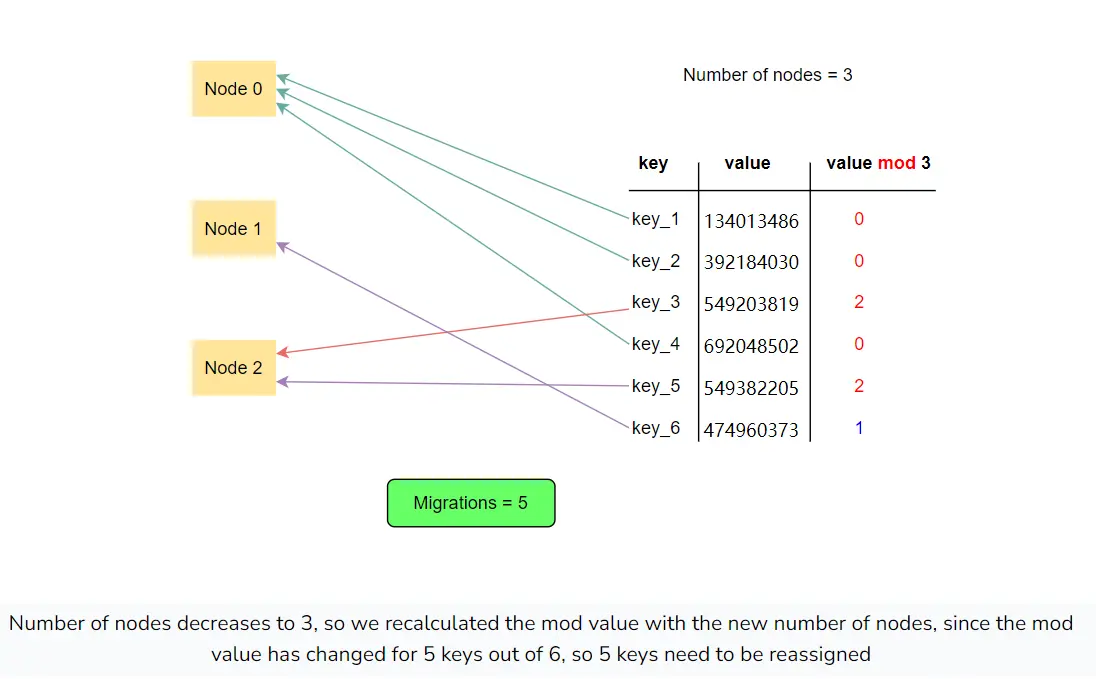 Number of nodes = 3
Node 0
Node 1
Node 2
key value value mod 3
key_1 134013486 0
key_2 392184030 0
key_3 549203819 2
key_4 692048502 0
key_5 549382205 2
key_6 474960373 1
Migrations = 5
Number of nodes decreases to 3, so we recalculated the mod value with the new number of nodes, since the mod
value has changed for 5 keys out of 6, so 5 keys need to be reassigned